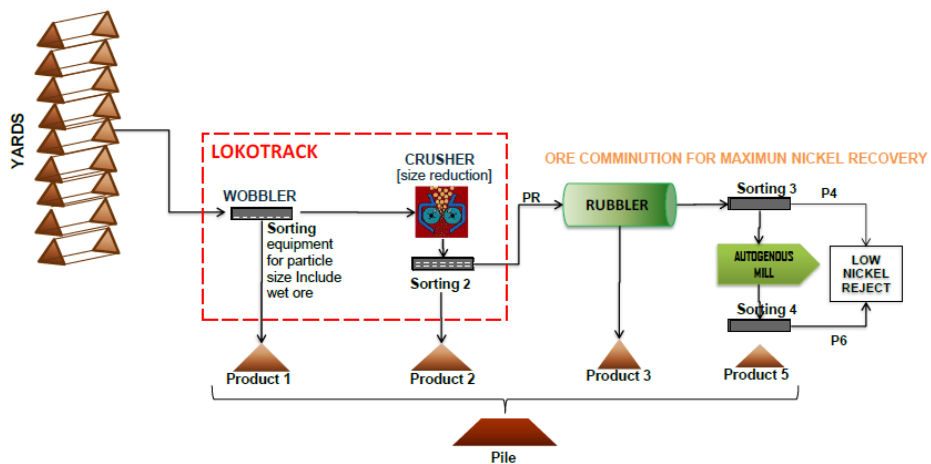 YARDS
LOKOTRACK
WOBBLER
Sorting
equipment
for particle
size Include
wet ore
CRUSHER
[size reduction]
Sorting 2
PR
ORE COMMINUTION FOR MAXIMUN NICKEL RECOVERY
RUBBLER
Sorting 3
P4
AUTOGENOUS
MILL
LOW
NICKEL
REJECT
Sorting 4
P6
Product 1
Product 2
Product 3
Product 5
Pile